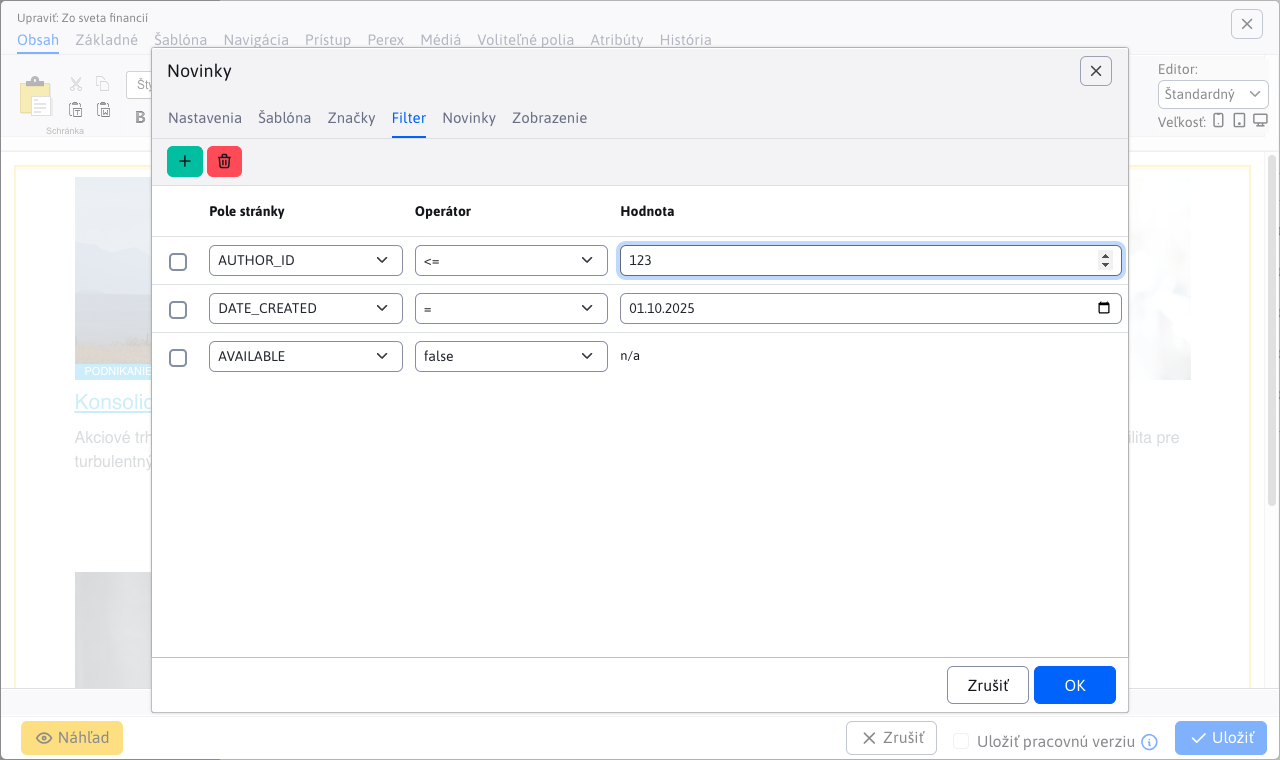 Upraviť: Zo sveta financií
Obsah Základné Šablóna Navigácia Prístup Perex Médiá Voliteľné polia Atribúty História
Editor:
Štandardný
Veľkosť:
Schránka
B
Novinky
Nastavenia Šablóna Značky Filter Novinky Zobrazenie
Pole stránky Operátor Hodnota
AUTHOR_ID <= 123
DATE_CREATED = 01.10.2025
AVAILABLE false n/a
PODNIKANIE
Akciové
turbulentný
ilita pre
Zrušiť OK
Náhľad Zrušiť Uložiť pracovnú verziu Uložiť